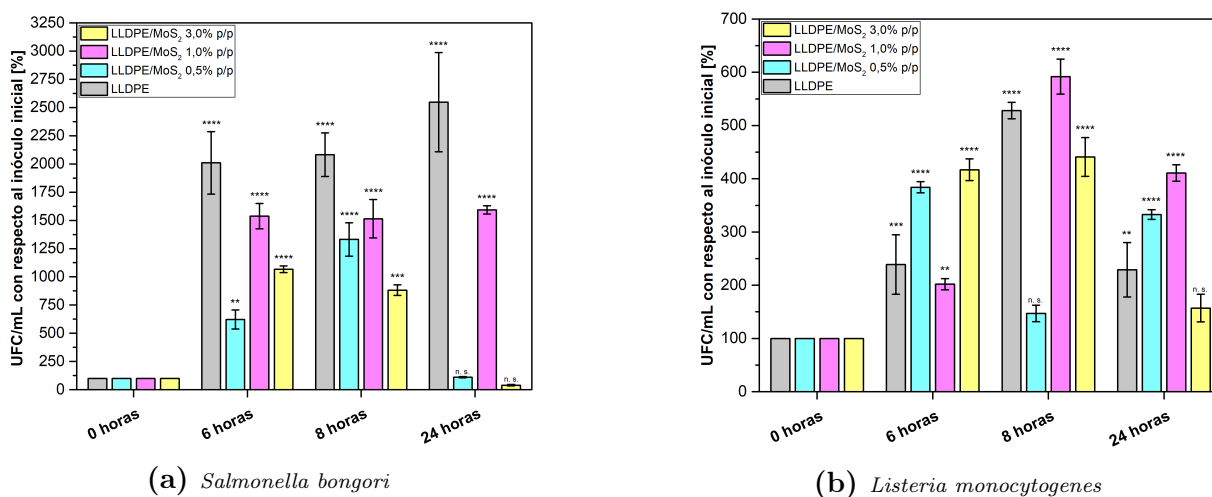 UFC/mL con respecto al inóculo inicial [%]
3250
3000
2750
2500
2250
2000
1750
1500
1250
1000
750
500
250
0
LLDPE/MoS₂ 3,0% p/p
LLDPE/MoS₂ 1,0% p/p
LLDPE/MoS₂ 0,5% p/p
LLDPE
****
**
****
****
****
****
****
***
****
n. s.
****
n. s.
0 horas
6 horas
8 horas
24 horas
(a) Salmonella bongori
UFC/mL con respecto al inóculo inicial [%]
700
600
500
400
300
200
100
0
LLDPE/MoS₂ 3,0% p/p
LLDPE/MoS₂ 1,0% p/p
LLDPE/MoS₂ 0,5% p/p
LLDPE
***
****
**
****
****
n. s.
****
****
**
****
****
n. s.
0 horas
6 horas
8 horas
24 horas
(b) Listeria monocytogenes